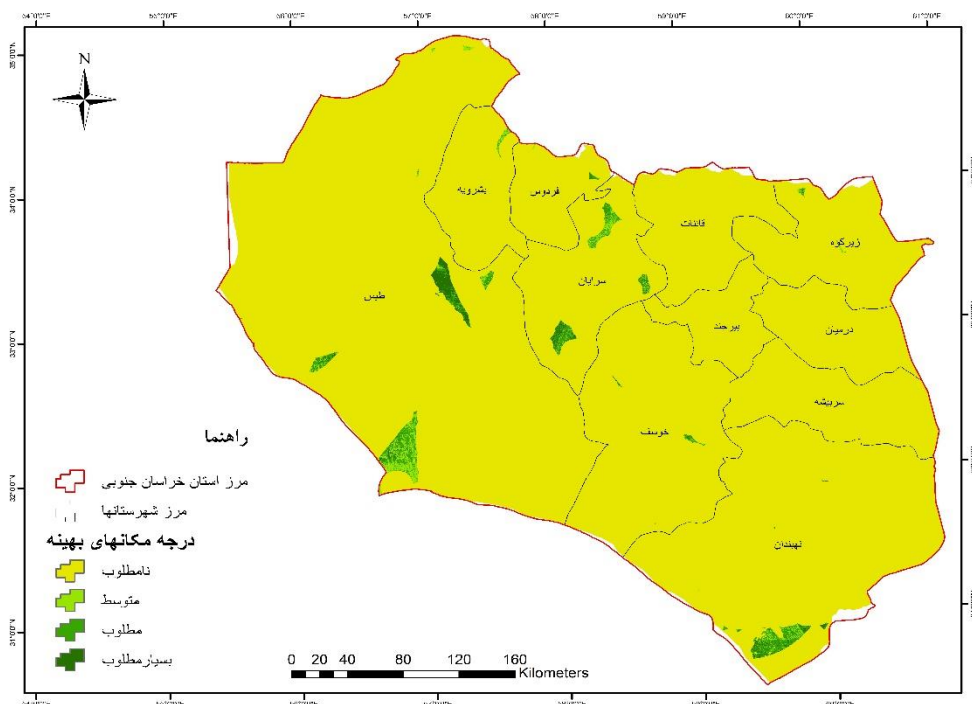 N
بشرویه
فردوس
قائنات
زیرکوه
طبس
سرایان
بیرجند
درمیان
سربیشه
خوسف
نهبندان
راهنما
مرز استان خراسان جنوبی
مرز شهرستانها
درجه مکانهای بهینه
نامطلوب
متوسط
مطلوب
بسیارمطلوب
0 20 40 80 120 160
Kilometers